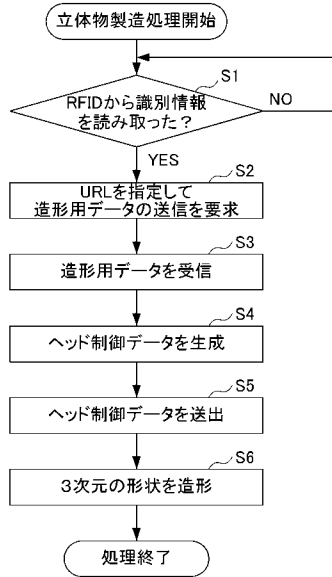 立体物製造処理開始
S1
RFIDから識別情報
を読み取った？
NO
YES
S2
URLを指定して
造形用データの送信を要求
S3
造形用データを受信
S4
ヘッド制御データを生成
S5
ヘッド制御データを送出
S6
３次元の形状を造形
処理終了